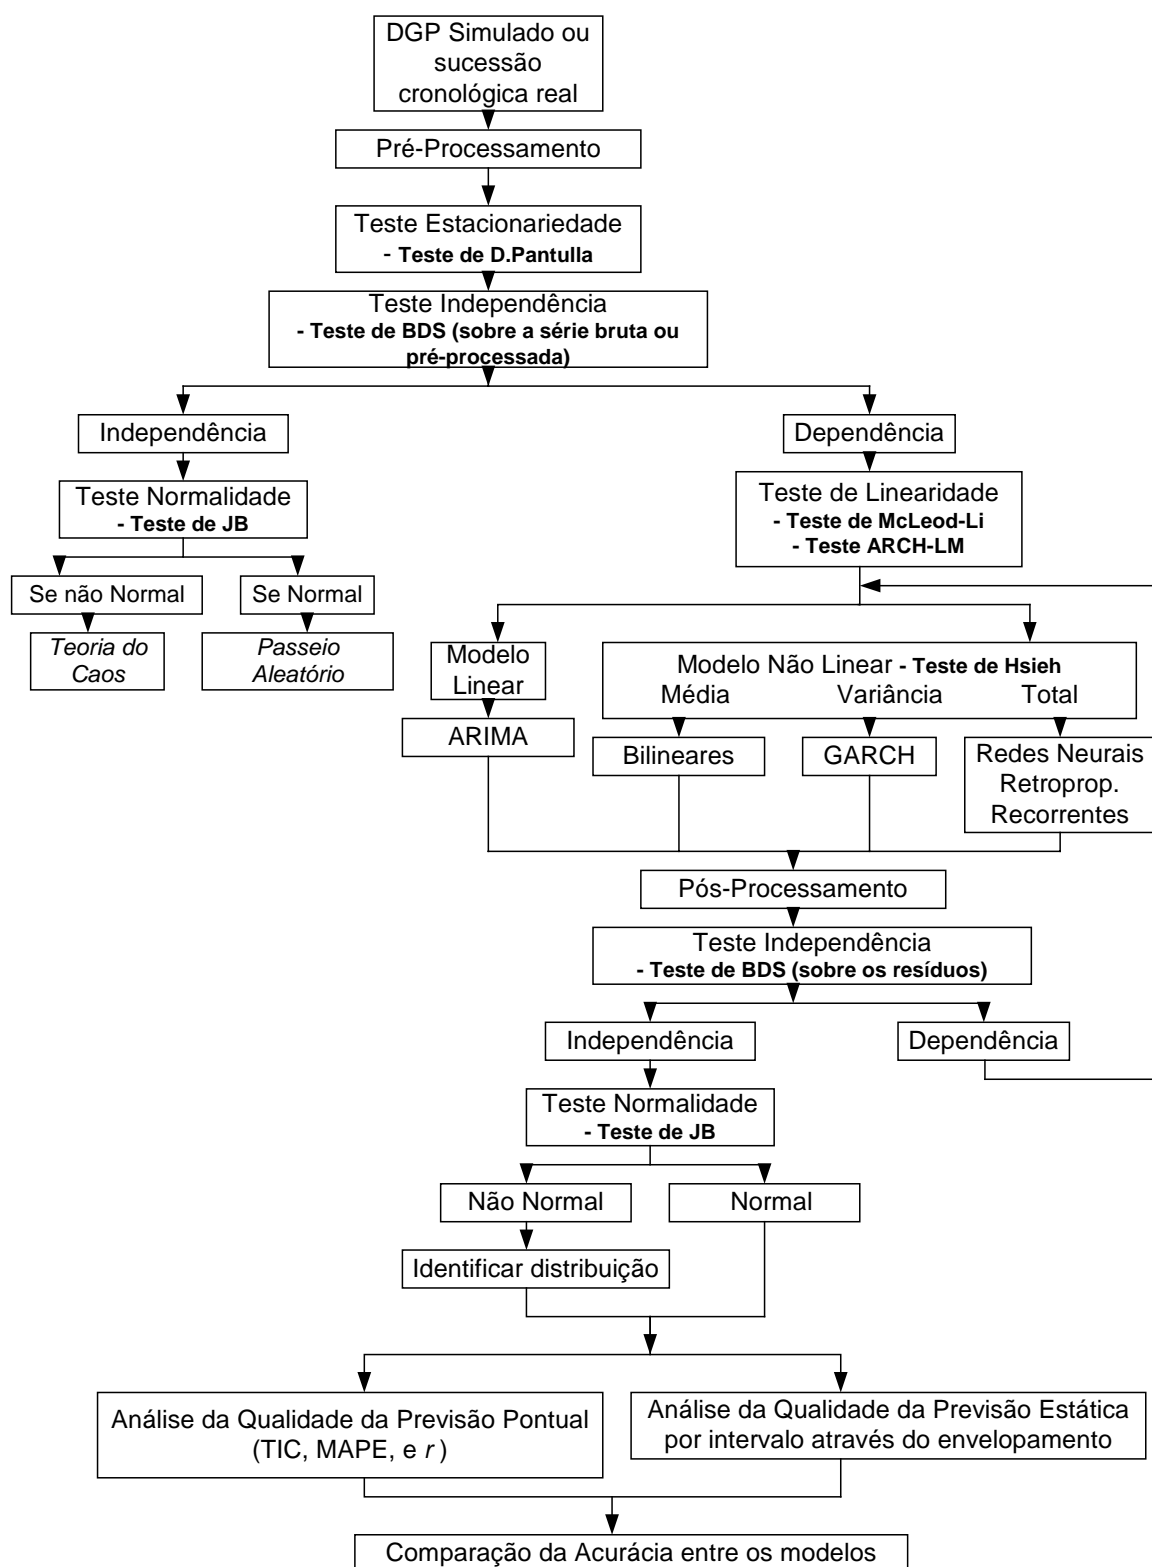 DGP Simulado ou
sucessão
cronológica real
Pré-Processamento
Teste Estacionariedade
- Teste de D.Pantulla
Teste Independência
- Teste de BDS (sobre a série bruta ou
pré-processada)
Independência
Dependência
Teste Normalidade
- Teste de JB
Teste de Linearidade
- Teste de McLeod-Li
- Teste ARCH-LM
Se não Normal
Se Normal
Teoria do
Caos
Passeio
Aleatório
Modelo
Linear
Modelo Não Linear - Teste de Hsieh
Média Variância Total
ARIMA
Bilineares
GARCH
Redes Neurais
Retroprop.
Recorrentes
Pós-Processamento
Teste Independência
- Teste de BDS (sobre os resíduos)
Independência
Dependência
Teste Normalidade
- Teste de JB
Não Normal
Normal
Identificar distribuição
Análise da Qualidade da Previsão Pontual
(TIC, MAPE, e r )
Análise da Qualidade da Previsão Estática
por intervalo através do envelopamento
Comparação da Acurácia entre os modelos